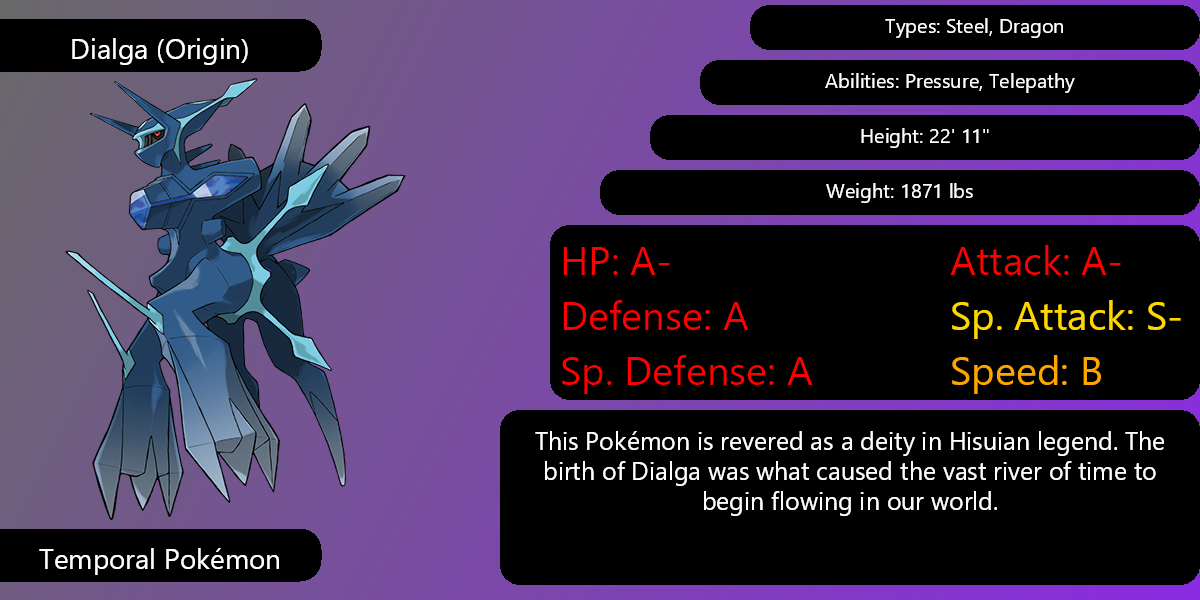 Dialga (Origin)
Types: Steel, Dragon
Abilities: Pressure, Telepathy
Height: 22' 11"
Weight: 1871 lbs
HP: A-
Attack: A-
Defense: A
Sp. Attack: S-
Sp. Defense: A
Speed: B
This Pokémon is revered as a deity in Hisuian legend. The
birth of Dialga was what caused the vast river of time to
begin flowing in our world.
Temporal Pokémon